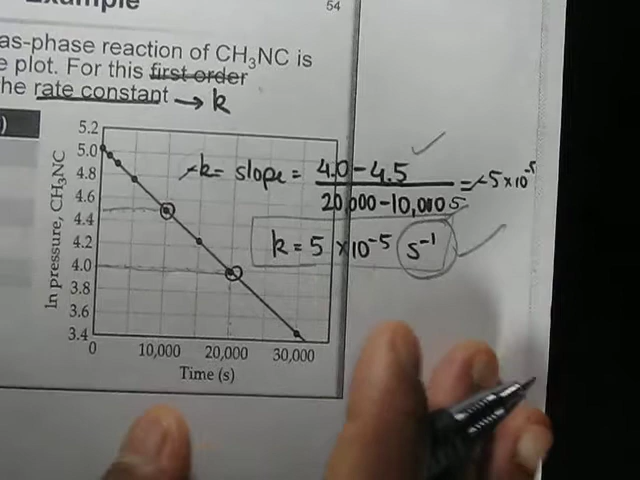 Example
54
as-phase reaction of CH₃NC is
e plot. For this first order
he rate constant → k
)
-k = slope = 4.0 - 4.5 / 20,000 - 10,000 s = -5 × 10⁻⁵
k = 5 × 10⁻⁵ s⁻¹
ln pressure, CH₃NC
5.2
5.0
4.8
4.6
4.4
4.2
4.0
3.8
3.6
3.4
0 10,000 20,000 30,000
Time (s)